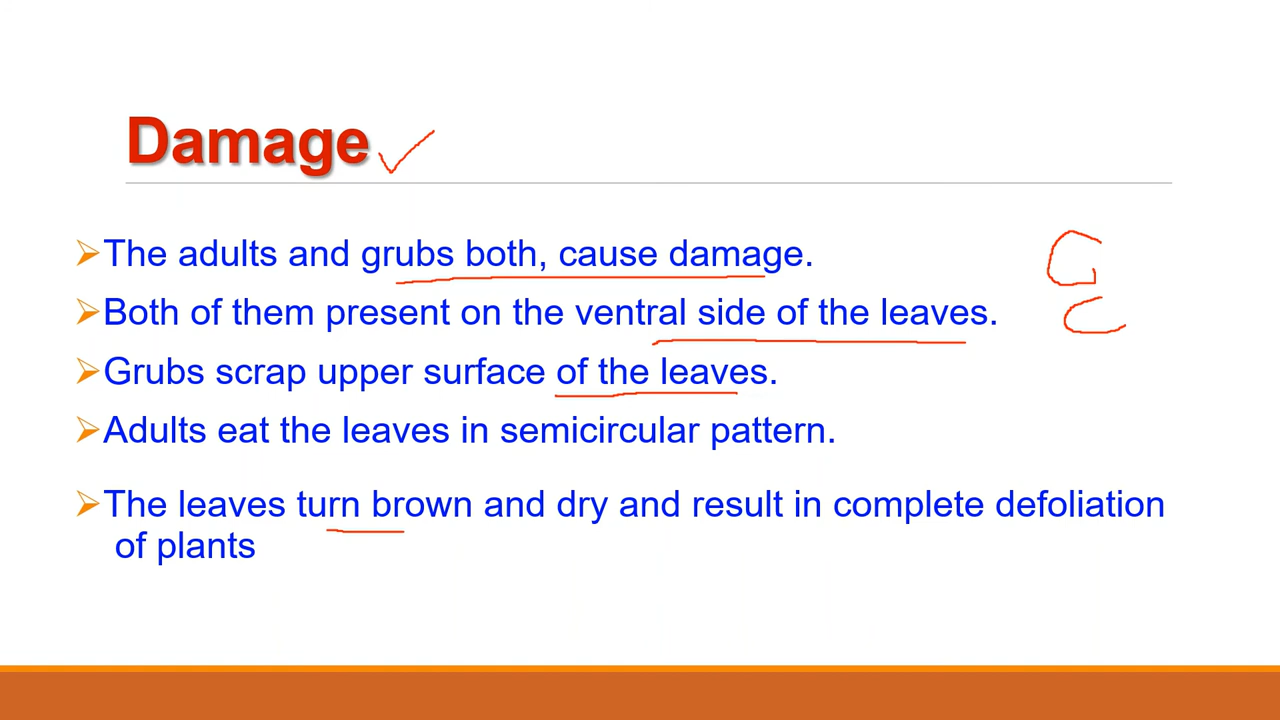 Damage
➢The adults and grubs both, cause damage.
➢Both of them present on the ventral side of the leaves.
➢Grubs scrap upper surface of the leaves.
➢Adults eat the leaves in semicircular pattern.
➢The leaves turn brown and dry and result in complete defoliation
of plants